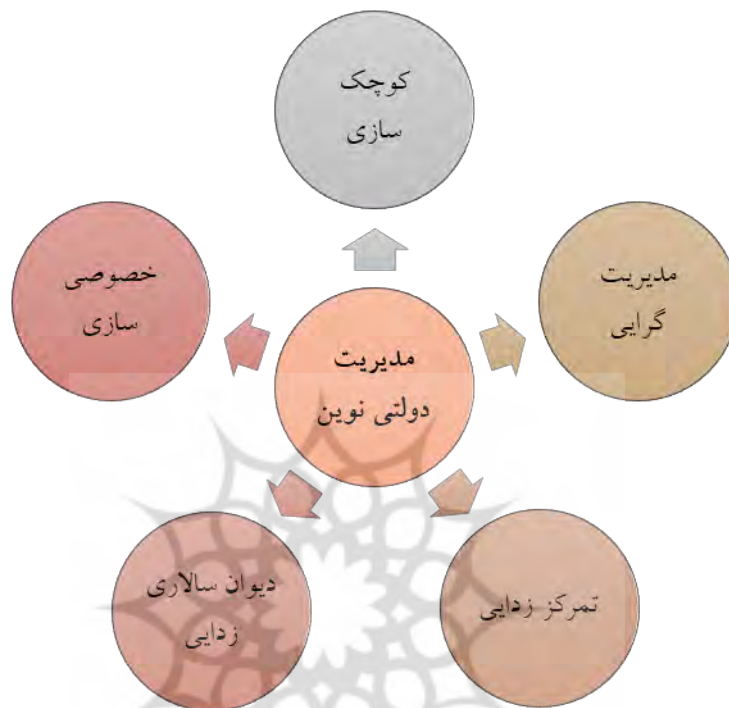 کوچک
سازی
مدیریت
گرایی
خصوصی
سازی
مدیریت
دولتی نوین
تمرکز زدایی
دیوان سالاری
زدایی